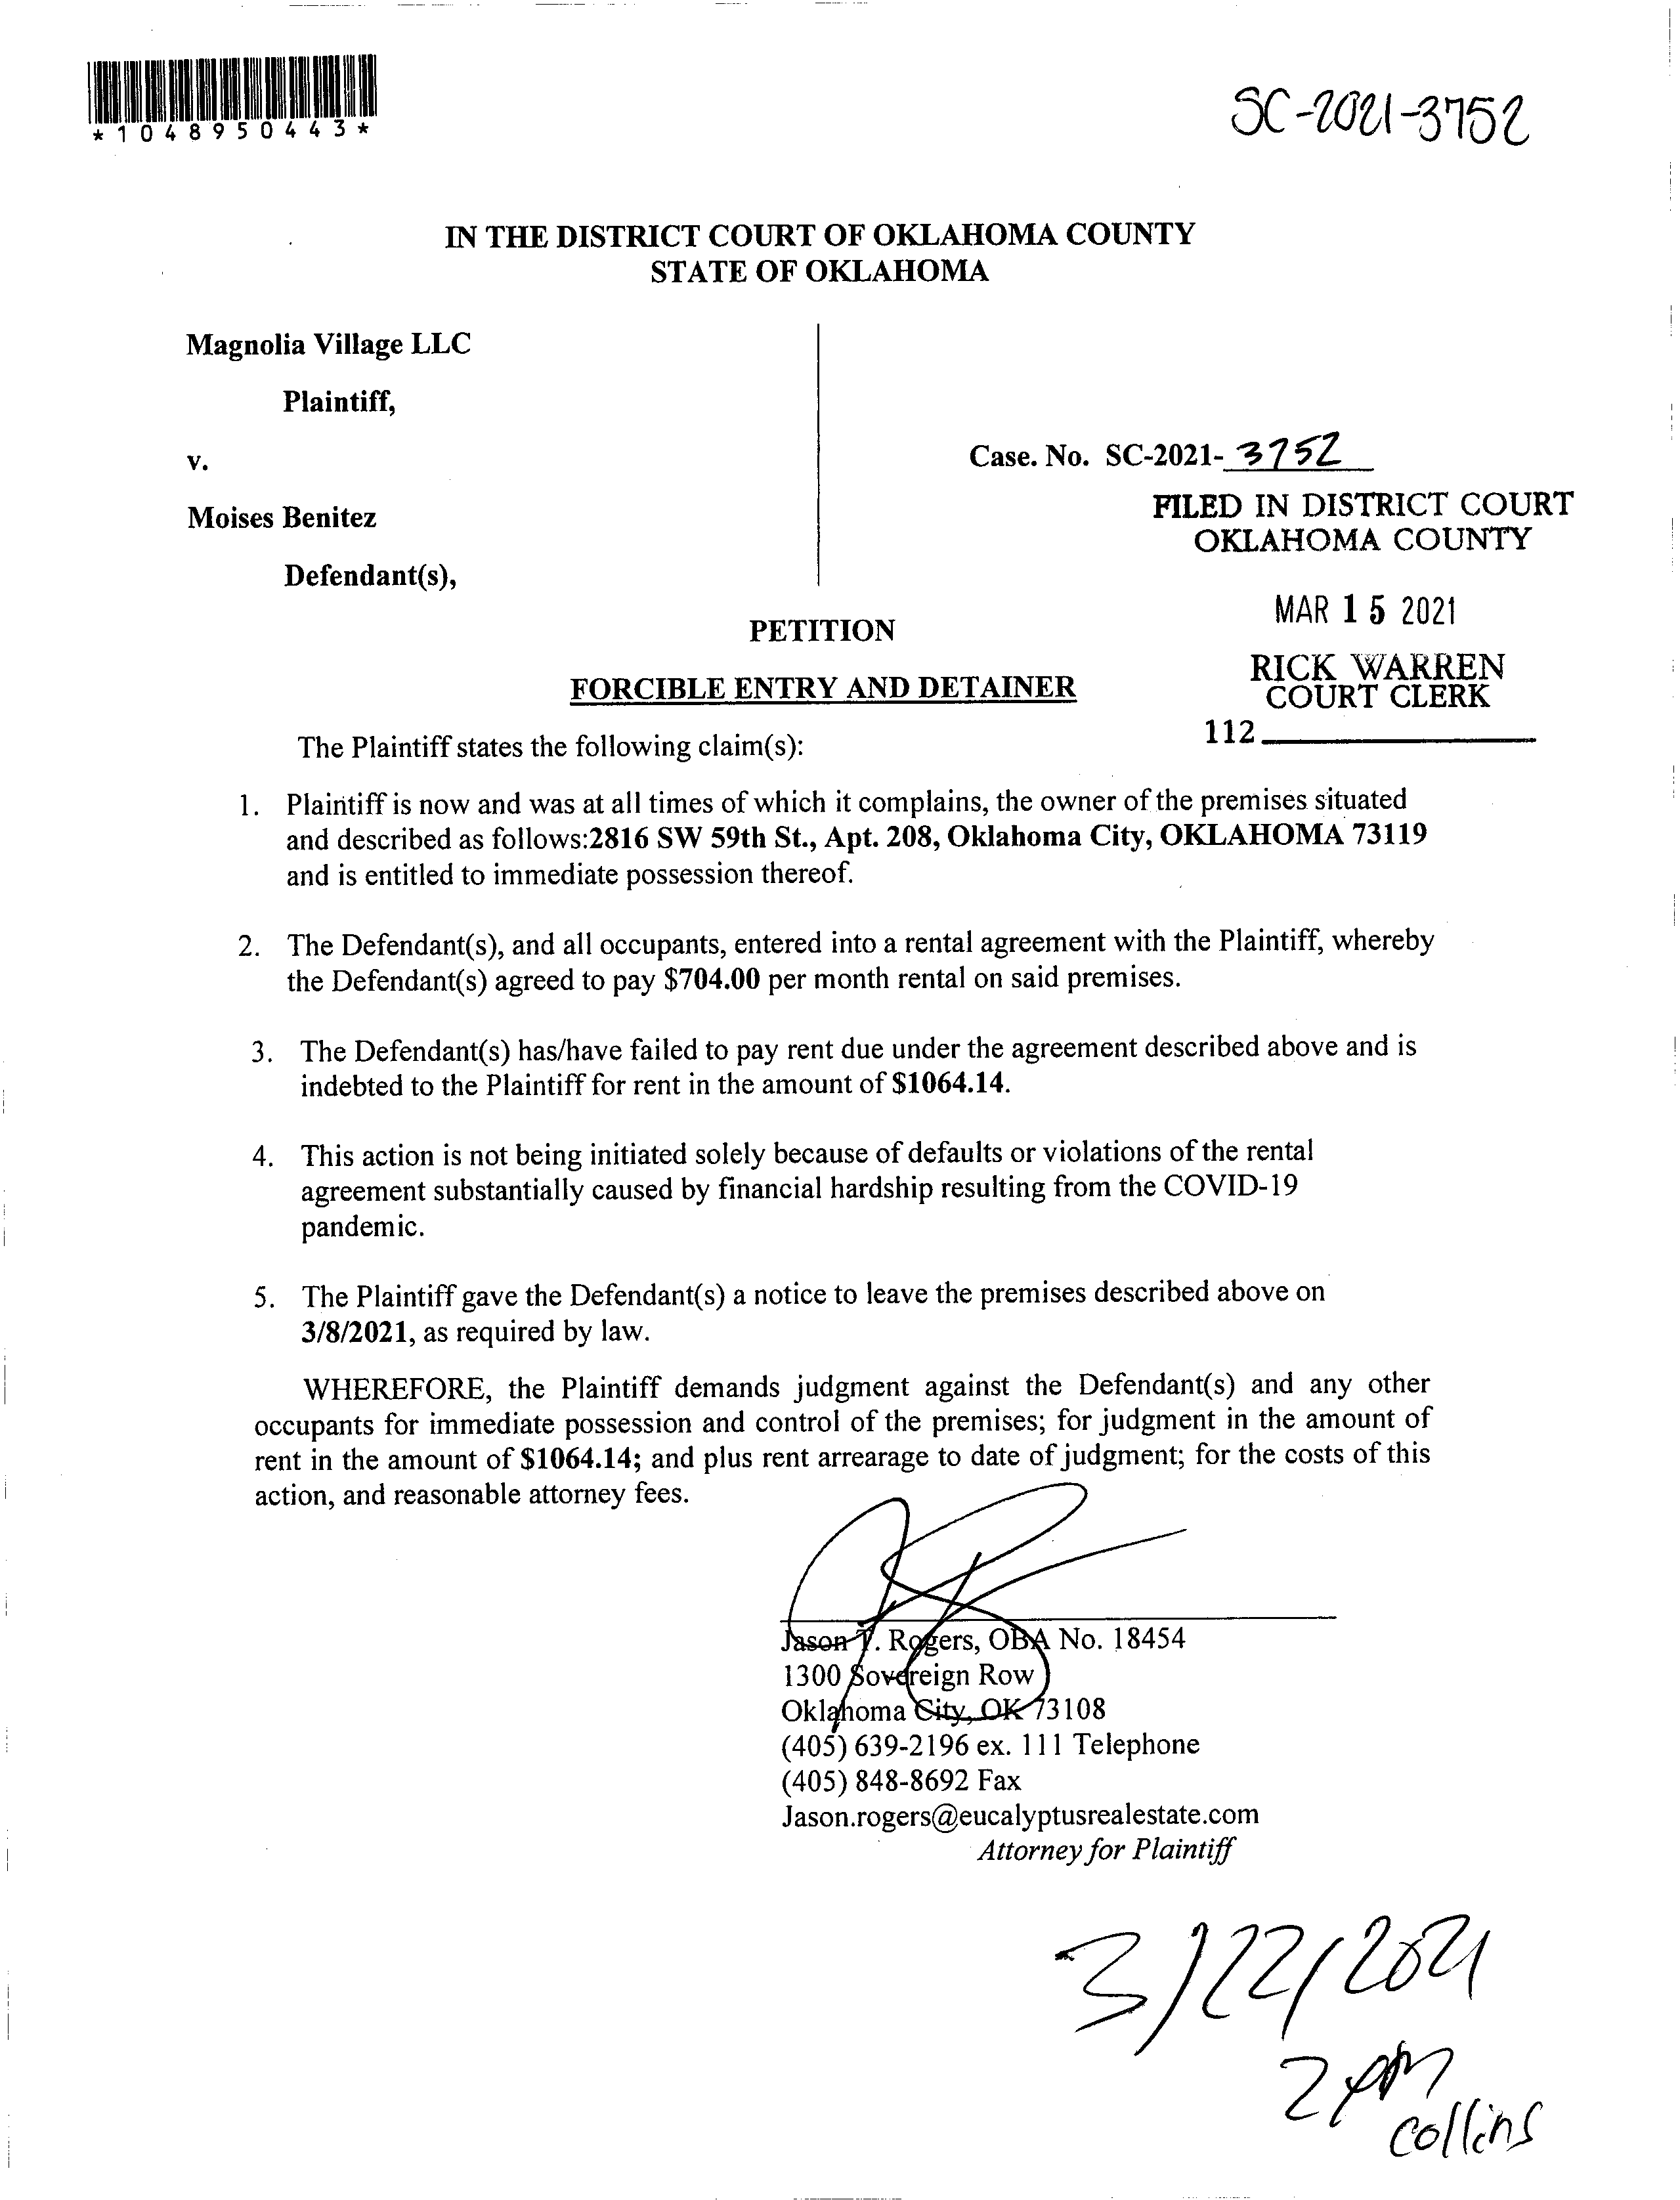 *1048950443*
SC-2021-3752
IN THE DISTRICT COURT OF OKLAHOMA COUNTY
STATE OF OKLAHOMA
Magnolia Village LLC
Plaintiff,
v.
Case. No. SC-2021- 3752
Moises Benitez
FILED IN DISTRICT COURT
OKLAHOMA COUNTY
Defendant(s),
MAR 15 2021
PETITION
RICK WARREN
COURT CLERK
FORCIBLE ENTRY AND DETAINER
112
The Plaintiff states the following claim(s):
1. Plaintiff is now and was at all times of which it complains, the owner of the premises situated
and described as follows:2816 SW 59th St., Apt. 208, Oklahoma City, OKLAHOMA 73119
and is entitled to immediate possession thereof.
2. The Defendant(s), and all occupants, entered into a rental agreement with the Plaintiff, whereby
the Defendant(s) agreed to pay $704.00 per month rental on said premises.
3. The Defendant(s) has/have failed to pay rent due under the agreement described above and is
indebted to the Plaintiff for rent in the amount of $1064.14.
4. This action is not being initiated solely because of defaults or violations of the rental
agreement substantially caused by financial hardship resulting from the COVID-19
pandemic.
5. The Plaintiff gave the Defendant(s) a notice to leave the premises described above on
3/8/2021, as required by law.
WHEREFORE, the Plaintiff demands judgment against the Defendant(s) and any other
occupants for immediate possession and control of the premises; for judgment in the amount of
rent in the amount of $1064.14; and plus rent arrearage to date of judgment; for the costs of this
action, and reasonable attorney fees.
Jason T. Rogers, OBA No. 18454
1300 Sovereign Row
Oklahoma City, OK 73108
(405) 639-2196 ex. 111 Telephone
(405) 848-8692 Fax
Jason.rogers@eucalyptusrealestate.com
Attorney for Plaintiff
3/22/2021
2 pm
Collins